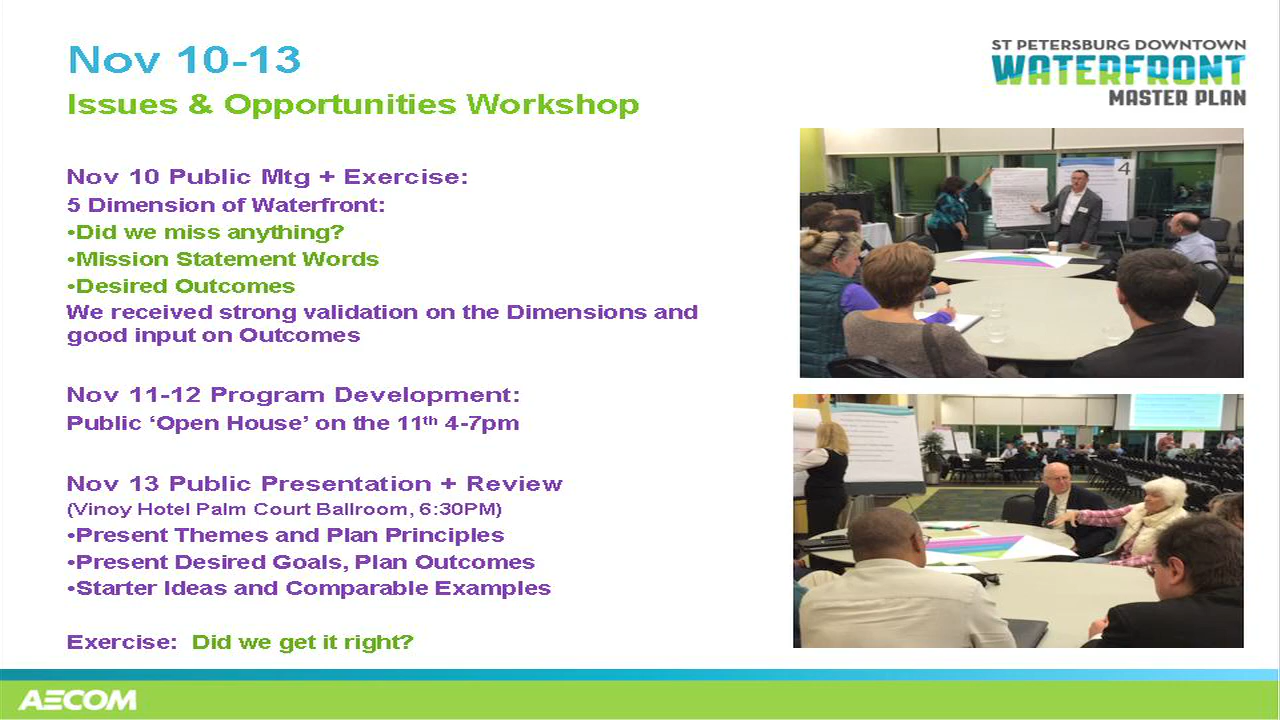 Nov 10-13
Issues & Opportunities Workshop
ST PETERSBURG DOWNTOWN
WATERFRONT
MASTER PLAN
Nov 10 Public Mtg + Exercise:
5 Dimension of Waterfront:
•Did we miss anything?
•Mission Statement Words
•Desired Outcomes
We received strong validation on the Dimensions and
good input on Outcomes
Nov 11-12 Program Development:
Public ‘Open House’ on the 11th 4-7pm
Nov 13 Public Presentation + Review
(Vinoy Hotel Palm Court Ballroom, 6:30PM)
•Present Themes and Plan Principles
•Present Desired Goals, Plan Outcomes
•Starter Ideas and Comparable Examples
Exercise:  Did we get it right?
4
AECOM